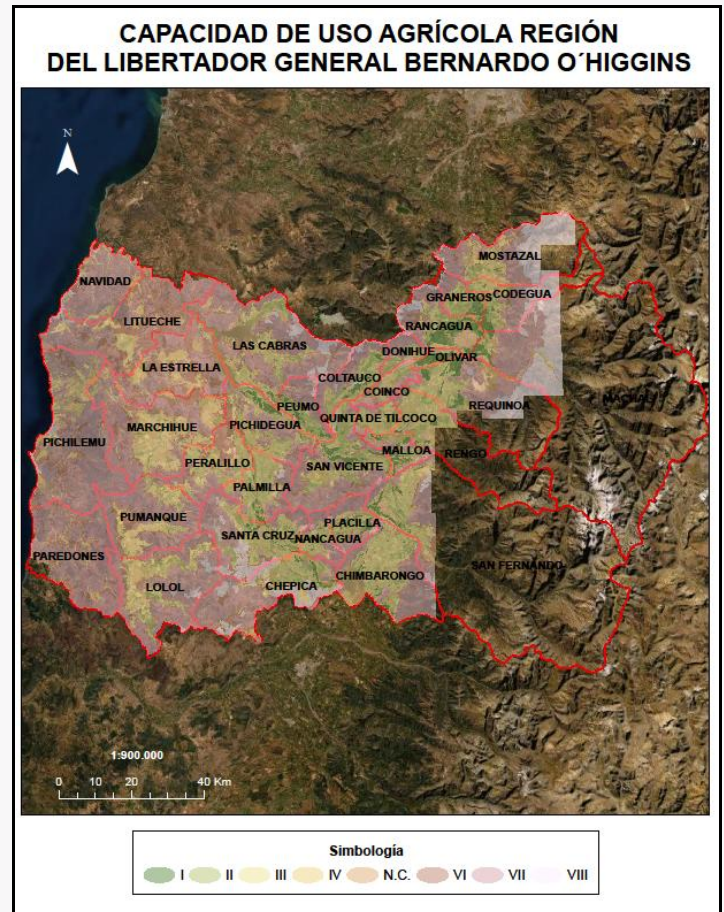 CAPACIDAD DE USO AGRÍCOLA REGIÓN
DEL LIBERTADOR GENERAL BERNARDO O´HIGGINS
N
MOSTAZAL
NAVIDAD
GRANEROS
CODEGUA
LITUECHE
RANCAGUA
LAS CABRAS
DONIHUE
OLIVAR
LA ESTRELLA
COLTAUCO
COINCO
MACHALI
PEUMO
REQUINOA
QUINTA DE TILCOCO
MARCHIHUE
PICHIDEGUA
PICHILEMU
MALLOA
RENGO
PERALILLO
SAN VICENTE
PALMILLA
PUMANQUE
PLACILLA
SANTA CRUZ
NANCAGUA
PAREDONES
SAN FERNANDO
CHIMBARONGO
LOLOL
CHEPICA
1:900.000
0 10 20 40 Km
Simbología
I II III IV N.C. VI VII VIII